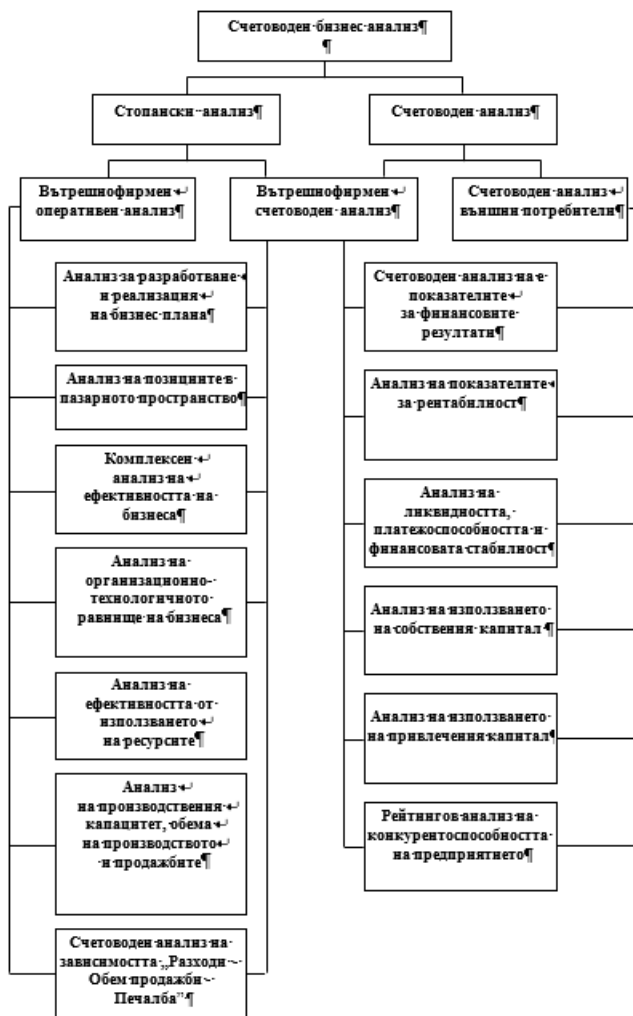 Счетоводен бизнес анализ¶
¶
Стопански анализ¶
Счетоводен анализ¶
Вътрешнофирмен
оперативен анализ¶
Вътрешнофирмен
счетоводен анализ¶
Счетоводен анализ
външни потребители¶
Анализ за разработване
и реализация
на бизнес плана¶
Анализ на позициите в
пазарното пространство¶
Комплексен
анализ на
ефективността на
бизнеса¶
Анализ на
организационно-
технологичното
равнище на бизнеса¶
Анализ на
ефективността от
използването
на ресурсите¶
Анализ
на производствения
капацитет, обема
на производството
и продажбите¶
Счетоводен анализ на
зависимостта „Разходи -
Обем продажби -
Печалба”¶
Счетоводен анализ на е
показателите
за финансовите
резултати¶
Анализ на показателите
за рентабилност¶
Анализ на
ликвидността,
платежоспособността и
финансовата стабилност¶
Анализ на използването
на собствения капитал¶
Анализ на използването
на привлечения капитал¶
Рейтингов анализ на
конкурентоспособността
на предприятието¶